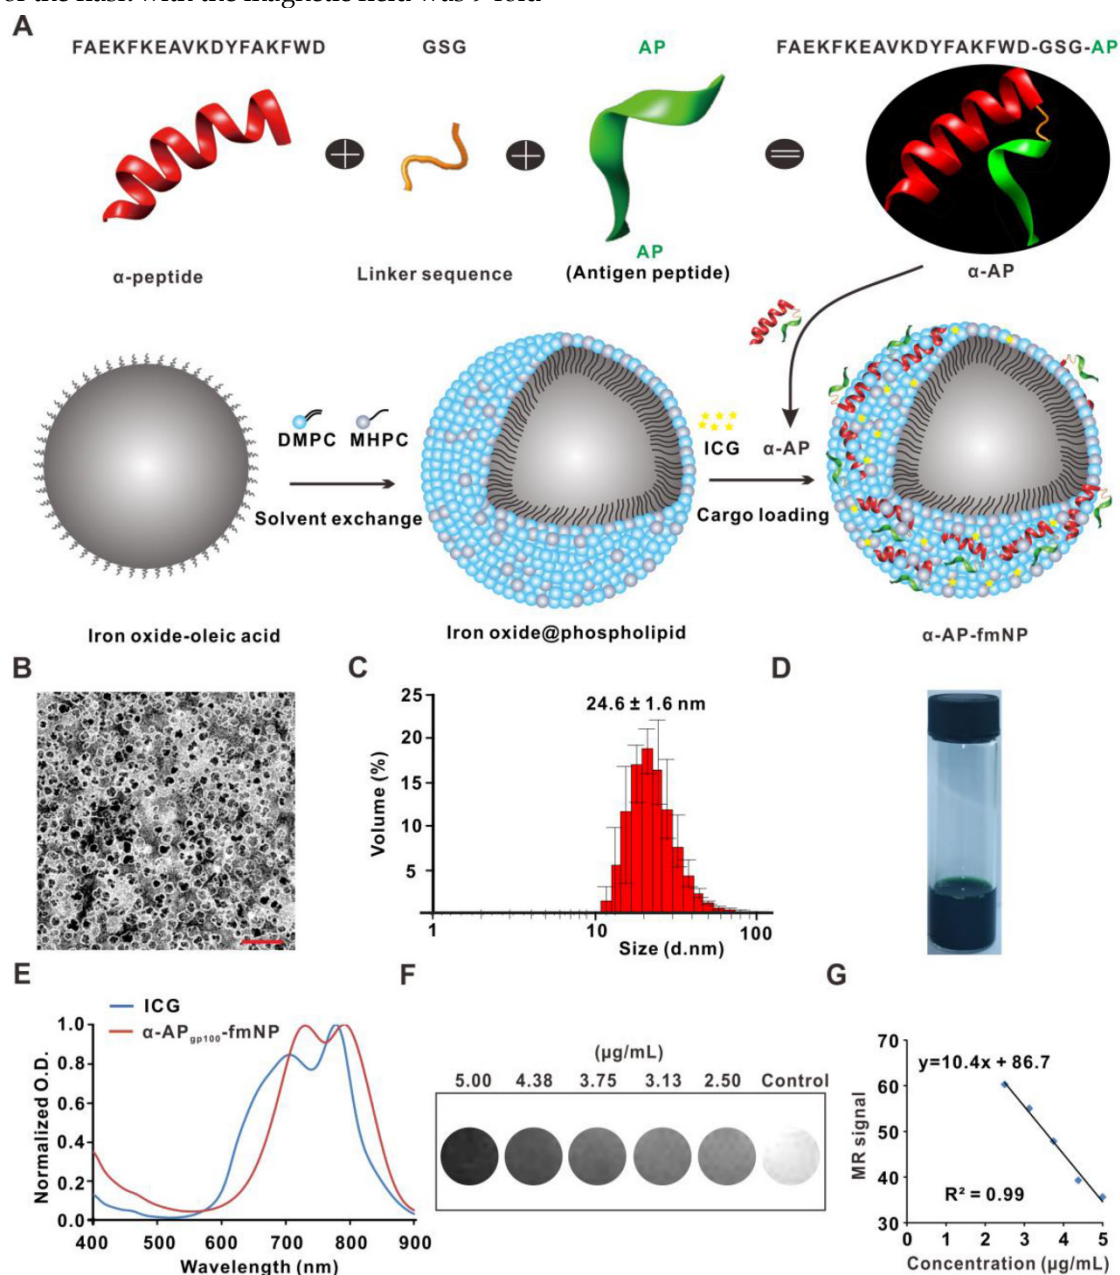 A
FAEKFKEAVKDYFAKFWD GSG AP FAEKFKEAVKDYFAKFWD-GSG-AP
AP
α-peptide Linker sequence (Antigen peptide) α-AP
DMPC MHPC ICG α-AP
Solvent exchange Cargo loading
Iron oxide-oleic acid Iron oxide@phospholipid α-AP-fmNP
B C D
24.6 ± 1.6 nm
Volume (%)
25
20
15
10
5
1 10 100
Size (d.nm)
E F G
ICG
α-APgp100-fmNP
Normalized O.D.
1.0
0.8
0.6
0.4
0.2
0.0
400 500 600 700 800 900
Wavelength (nm)
(μg/mL)
5.00 4.38 3.75 3.13 2.50 Control
MR signal
70
60
50
40
30
y=10.4x + 86.7
R² = 0.99
0 1 2 3 4 5
Concentration (μg/mL)